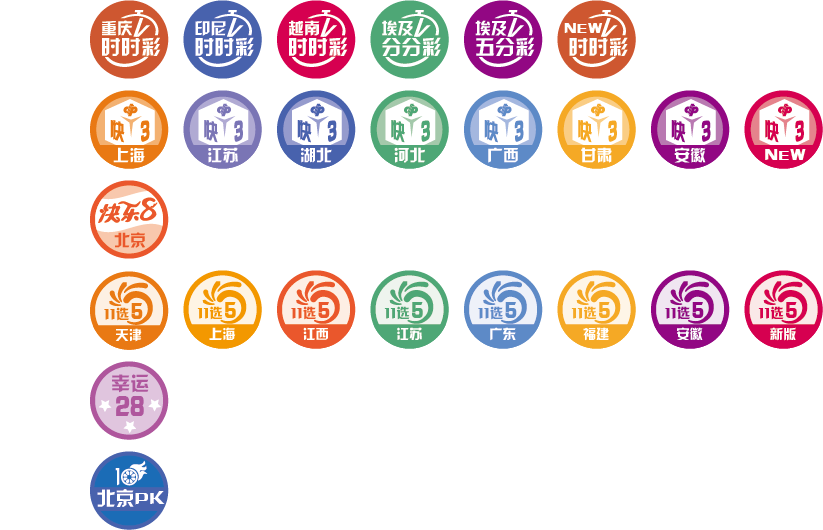 重庆
时时彩
印尼
时时彩
越南
时时彩
埃及
分分彩
埃及
五分彩
NEW
时时彩
快3
上海
快3
江苏
快3
湖北
快3
河北
快3
广西
快3
甘肃
快3
安徽
快3
NEW
快乐8
北京
11选5
天津
11选5
上海
11选5
江西
11选5
江苏
11选5
广东
11选5
福建
11选5
安徽
11选5
新版
幸运
28
10
北京PK